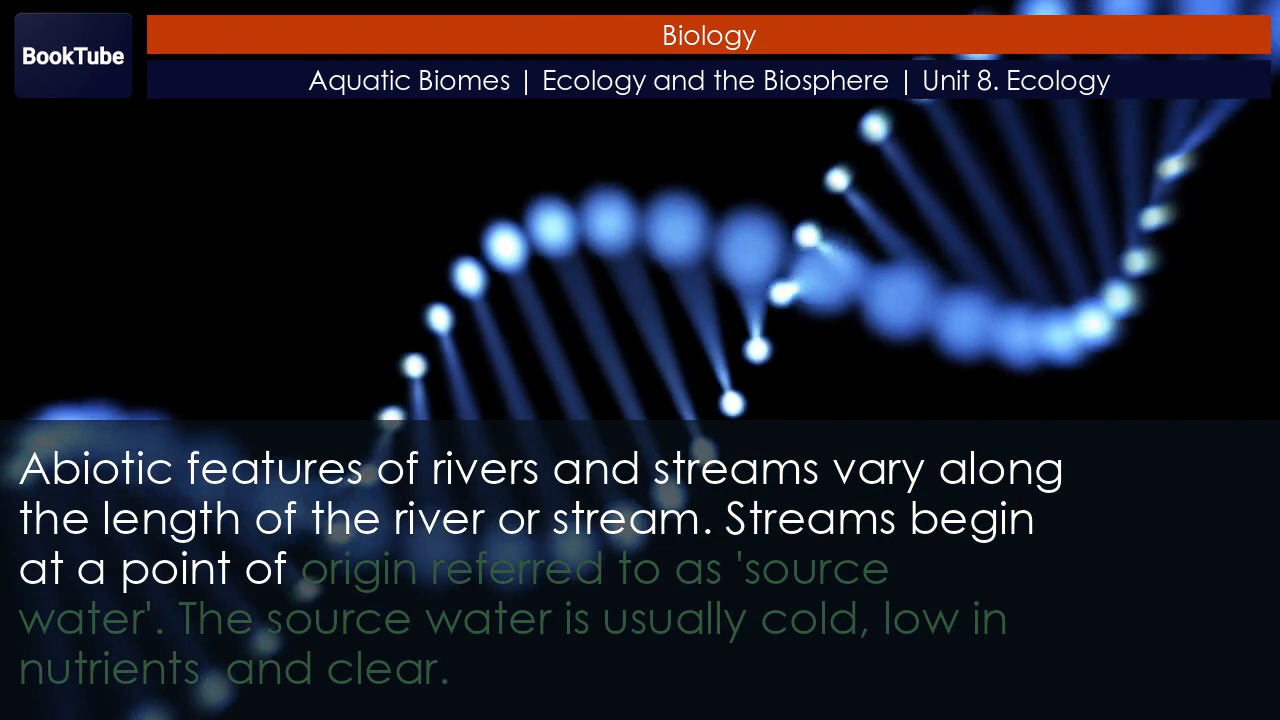 BookTube
Biology
Aquatic Biomes | Ecology and the Biosphere | Unit 8. Ecology
Abiotic features of rivers and streams vary along
the length of the river or stream. Streams begin
at a point of origin referred to as 'source
water'. The source water is usually cold, low in
nutrients, and clear.